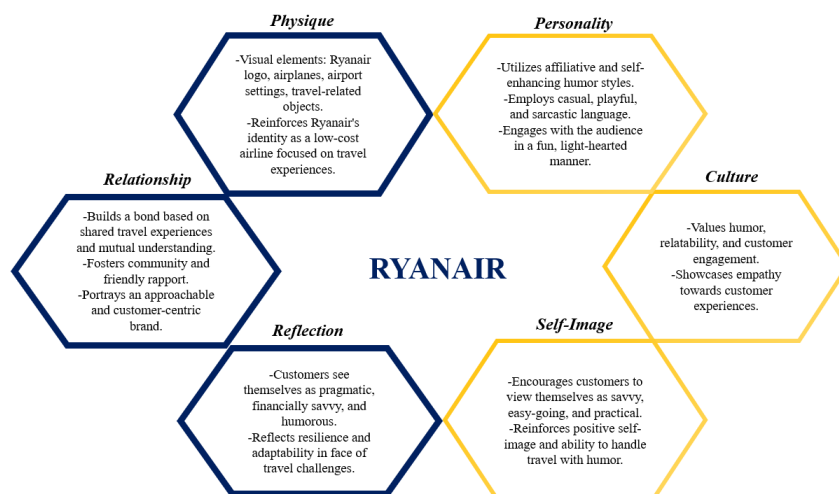 Physique
-Visual elements: Ryanair
logo, airplanes, airport
settings, travel-related
objects.
-Reinforces Ryanair's
identity as a low-cost
airline focused on travel
experiences.
Personality
-Utilizes affiliative and self-
enhancing humor styles.
-Employs casual, playful,
and sarcastic language.
-Engages with the audience
in a fun, light-hearted
manner.
Relationship
-Builds a bond based on
shared travel experiences
and mutual understanding.
-Fosters community and
friendly rapport.
-Portrays an approachable
and customer-centric
brand.
RYANAIR
Culture
-Values humor,
relatability, and customer
engagement.
-Showcases empathy
towards customer
experiences.
Reflection
-Customers see
themselves as pragmatic,
financially savvy, and
humorous.
-Reflects resilience and
adaptability in face of
travel challenges.
Self-Image
-Encourages customers to
view themselves as savvy,
easy-going, and practical.
-Reinforces positive self-
image and ability to handle
travel with humor.